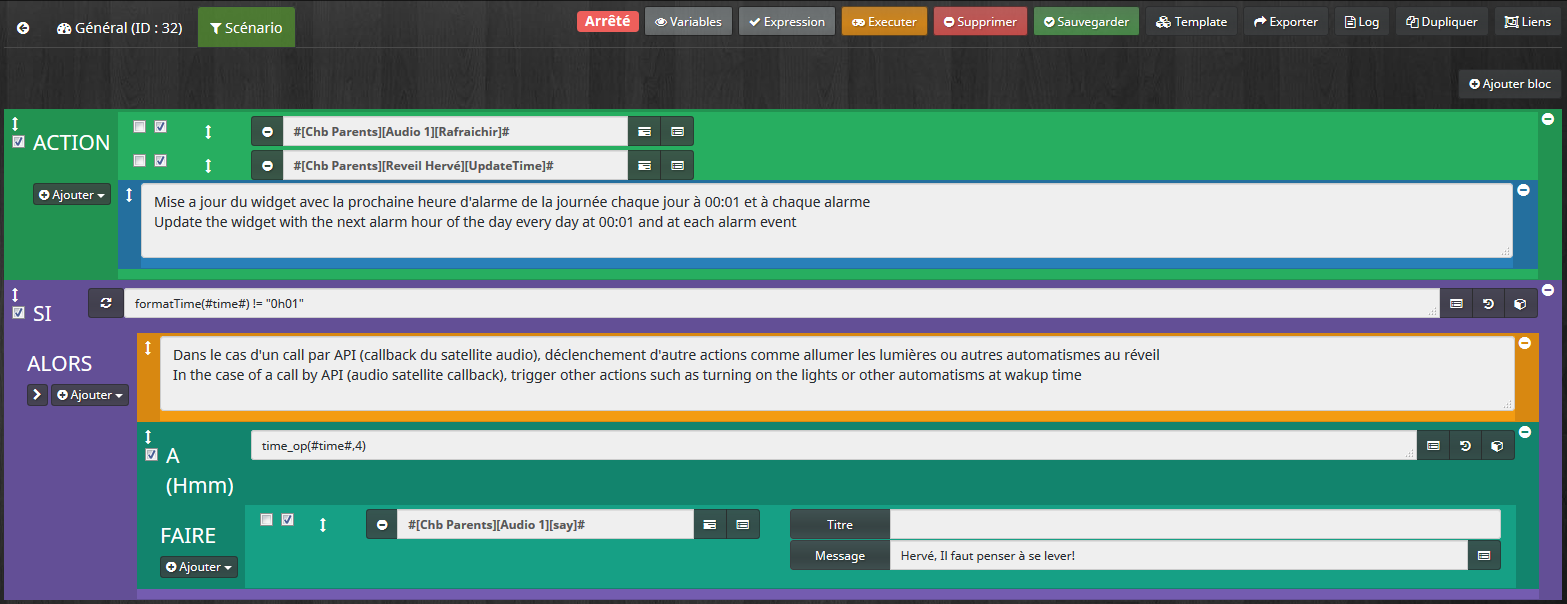 Général (ID : 32)
Scénario
Arrêté
Variables
Expression
Executer
Supprimer
Sauvegarder
Template
Exporter
Log
Dupliquer
Liens
Ajouter bloc
ACTION
#[Chb Parents][Audio 1][Rafraichir]#
#[Chb Parents][Reveil Hervé][UpdateTime]#
Ajouter
Mise a jour du widget avec la prochaine heure d'alarme de la journée chaque jour à 00:01 et à chaque alarme
Update the widget with the next alarm hour of the day every day at 00:01 and at each alarm event
SI
formatTime(#time#) != "0h01"
ALORS
Ajouter
Dans le cas d'un call par API (callback du satellite audio), déclenchement d'autre actions comme allumer les lumières ou autres automatismes au réveil
In the case of a call by API (audio satellite callback), trigger other actions such as turning on the lights or other automatisms at wakup time
A
(Hmm)
time_op(#time#,4)
FAIRE
Ajouter
#[Chb Parents][Audio 1][say]#
Titre
Message
Hervé, Il faut penser à se lever!